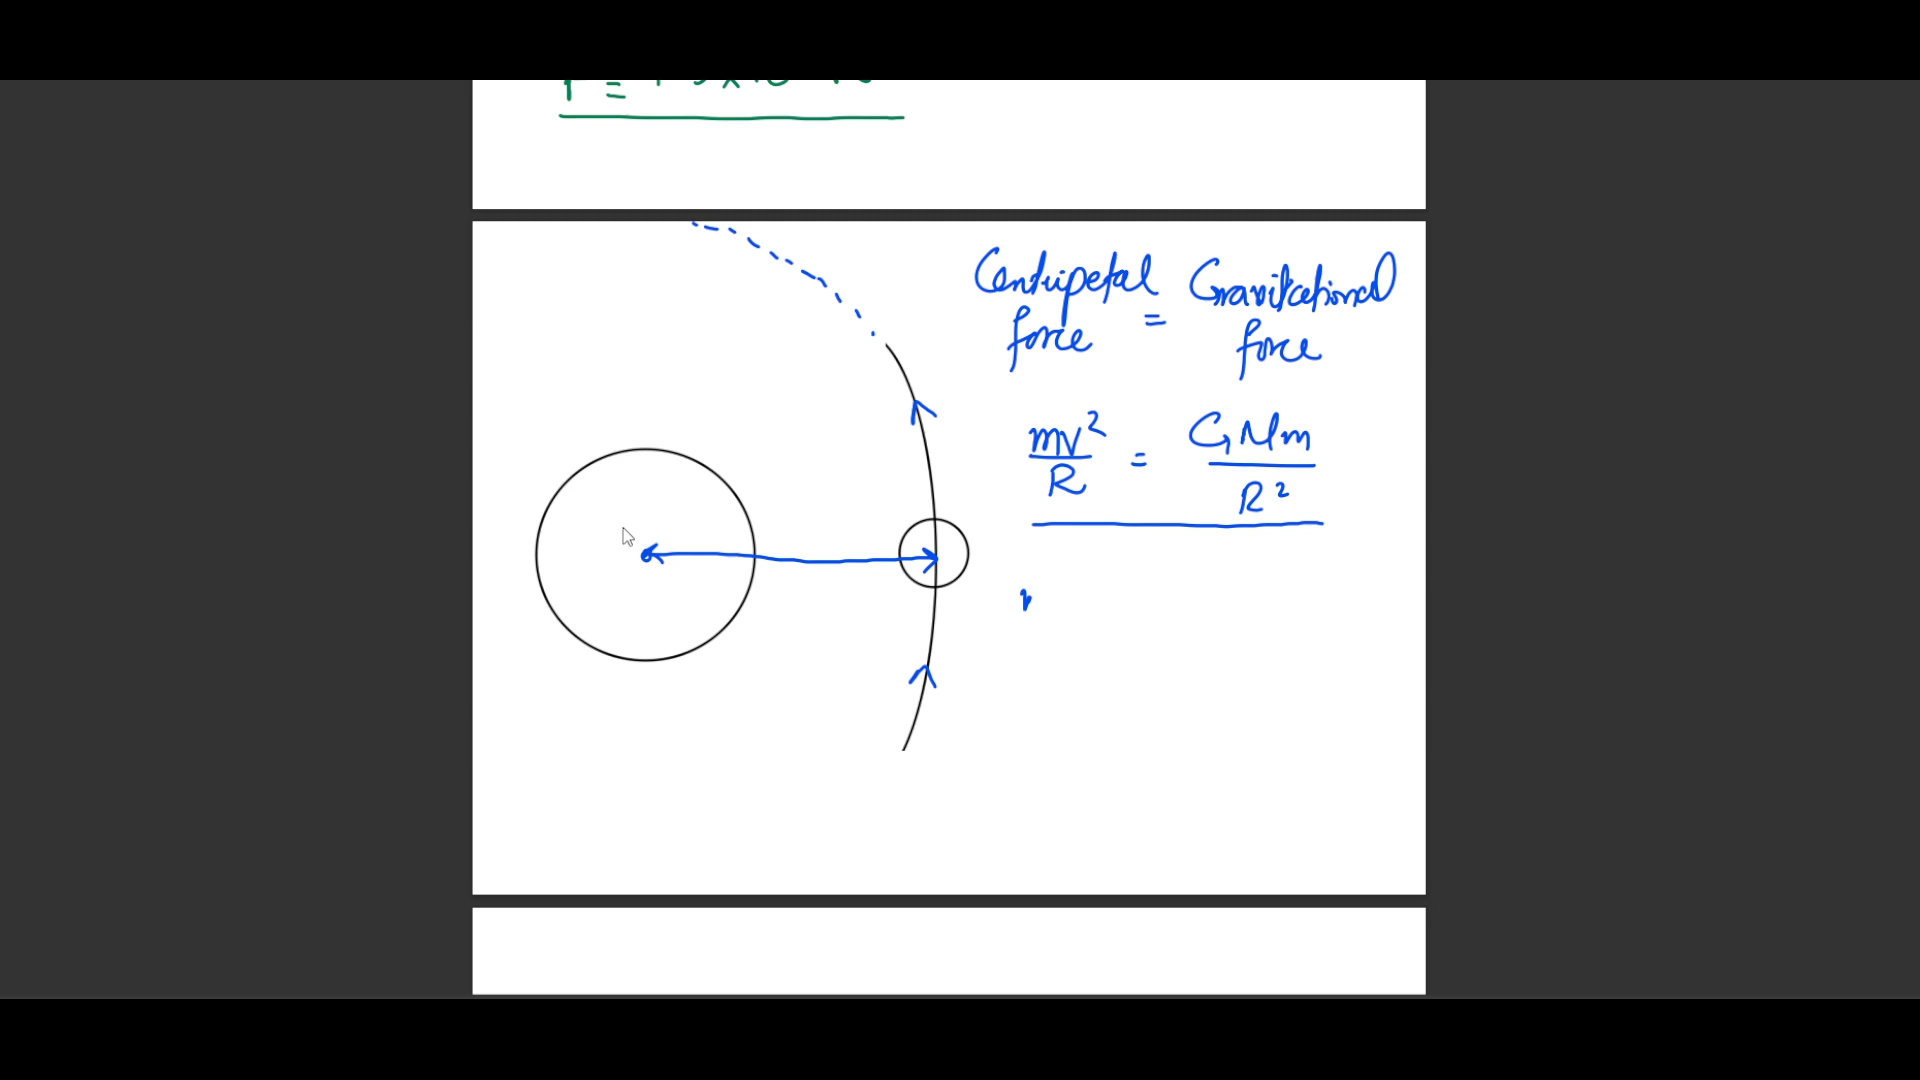 Centripetal force = Gravitational force
mv²/R = GMm/R²